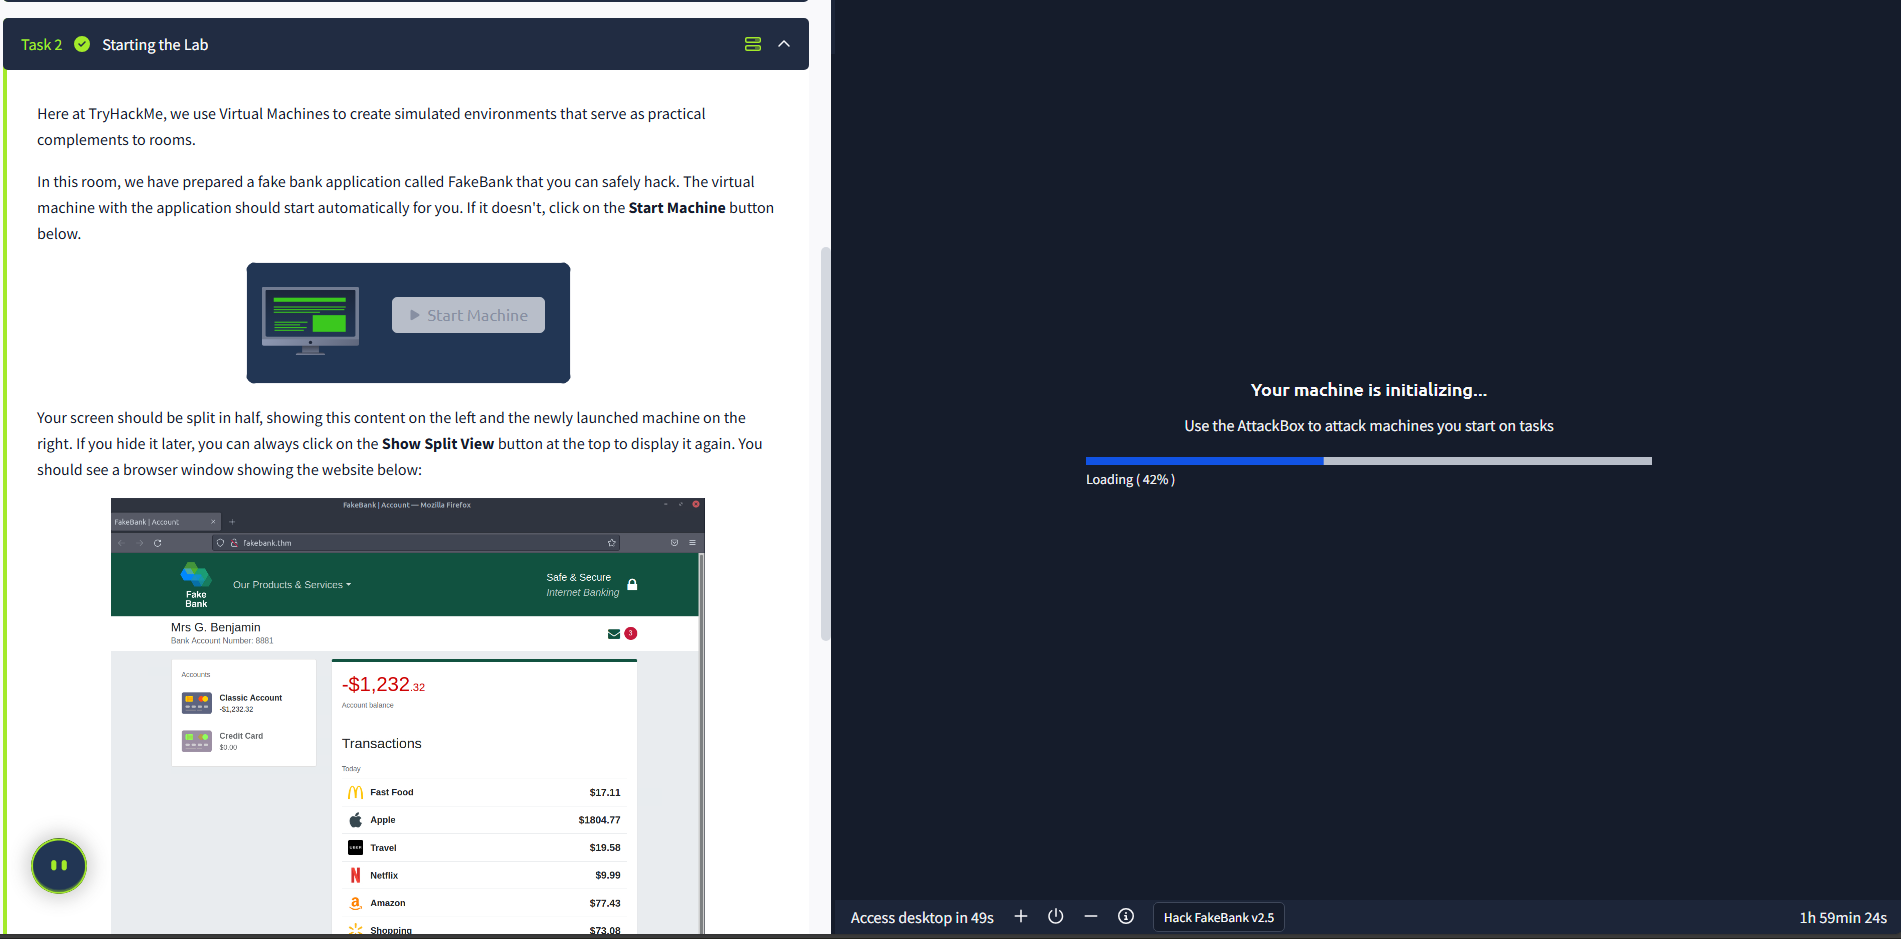 Task 2 Starting the Lab
Here at TryHackMe, we use Virtual Machines to create simulated environments that serve as practical
complements to rooms.
In this room, we have prepared a fake bank application called FakeBank that you can safely hack. The virtual
machine with the application should start automatically for you. If it doesn't, click on the Start Machine button
below.
Start Machine
Your screen should be split in half, showing this content on the left and the newly launched machine on the
right. If you hide it later, you can always click on the Show Split View button at the top to display it again. You
should see a browser window showing the website below:
FakeBank | Account — Mozilla Firefox
FakeBank | Account
fakebank.thm
Fake
Bank
Our Products & Services
Safe & Secure
Internet Banking
Mrs G. Benjamin
Bank Account Number: 8881
3
Accounts
Classic Account
-$1,232.32
Credit Card
$0.00
-$1,232.32
Account balance
Transactions
Today
Fast Food $17.11
Apple $1804.77
UBER Travel $19.58
Netflix $9.99
Amazon $77.43
Shopping $73.08
Your machine is initializing...
Use the AttackBox to attack machines you start on tasks
Loading ( 42% )
Access desktop in 49s
Hack FakeBank v2.5
1h 59min 24s